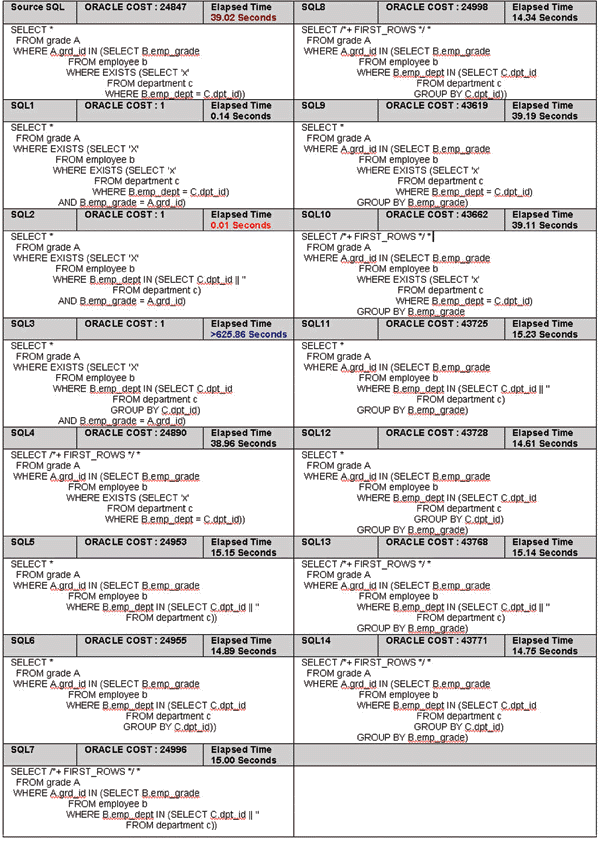 Source SQL ORACLE COST : 24847 Elapsed Time
39.02 Seconds
SELECT *
FROM grade A
WHERE A.grd_id IN (SELECT B.emp_grade
FROM employee b
WHERE EXISTS (SELECT 'x'
FROM department c
WHERE B.emp_dept = C.dpt_id))
SQL1 ORACLE COST : 1 Elapsed Time
0.14 Seconds
SELECT *
FROM grade A
WHERE EXISTS (SELECT 'X'
FROM employee b
WHERE EXISTS (SELECT 'x'
FROM department c
WHERE B.emp_dept = C.dpt_id)
AND B.emp_grade = A.grd_id)
SQL2 ORACLE COST : 1 Elapsed Time
0.01 Seconds
SELECT *
FROM grade A
WHERE EXISTS (SELECT 'X'
FROM employee b
WHERE B.emp_dept IN (SELECT C.dpt_id || ''
FROM department c)
AND B.emp_grade = A.grd_id)
SQL3 ORACLE COST : 1 Elapsed Time
>625.86 Seconds
SELECT *
FROM grade A
WHERE EXISTS (SELECT 'X'
FROM employee b
WHERE B.emp_dept IN (SELECT C.dpt_id
FROM department c
GROUP BY C.dpt_id)
AND B.emp_grade = A.grd_id)
SQL4 ORACLE COST : 24890 Elapsed Time
38.96 Seconds
SELECT /*+ FIRST_ROWS */ *
FROM grade A
WHERE A.grd_id IN (SELECT B.emp_grade
FROM employee b
WHERE EXISTS (SELECT 'x'
FROM department c
WHERE B.emp_dept = C.dpt_id))
SQL5 ORACLE COST : 24953 Elapsed Time
15.15 Seconds
SELECT *
FROM grade A
WHERE A.grd_id IN (SELECT B.emp_grade
FROM employee b
WHERE B.emp_dept IN (SELECT C.dpt_id || ''
FROM department c))
SQL6 ORACLE COST : 24955 Elapsed Time
14.89 Seconds
SELECT *
FROM grade A
WHERE A.grd_id IN (SELECT B.emp_grade
FROM employee b
WHERE B.emp_dept IN (SELECT C.dpt_id
FROM department c
GROUP BY C.dpt_id))
SQL7 ORACLE COST : 24996 Elapsed Time
15.00 Seconds
SELECT /*+ FIRST_ROWS */ *
FROM grade A
WHERE A.grd_id IN (SELECT B.emp_grade
FROM employee b
WHERE B.emp_dept IN (SELECT C.dpt_id || ''
FROM department c))
SQL8 ORACLE COST : 24998 Elapsed Time
14.34 Seconds
SELECT /*+ FIRST_ROWS */ *
FROM grade A
WHERE A.grd_id IN (SELECT B.emp_grade
FROM employee b
WHERE B.emp_dept IN (SELECT C.dpt_id
FROM department c
GROUP BY C.dpt_id))
SQL9 ORACLE COST : 43619 Elapsed Time
39.19 Seconds
SELECT *
FROM grade A
WHERE A.grd_id IN (SELECT B.emp_grade
FROM employee b
WHERE EXISTS (SELECT 'x'
FROM department c
WHERE B.emp_dept = C.dpt_id)
GROUP BY B.emp_grade)
SQL10 ORACLE COST : 43662 Elapsed Time
39.11 Seconds
SELECT /*+ FIRST_ROWS */ *
FROM grade A
WHERE A.grd_id IN (SELECT B.emp_grade
FROM employee b
WHERE EXISTS (SELECT 'x'
FROM department c
WHERE B.emp_dept = C.dpt_id)
GROUP BY B.emp_grade
SQL11 ORACLE COST : 43725 Elapsed Time
15.23 Seconds
SELECT *
FROM grade A
WHERE A.grd_id IN (SELECT B.emp_grade
FROM employee b
WHERE B.emp_dept IN (SELECT C.dpt_id || ''
FROM department c)
GROUP BY B.emp_grade)
SQL12 ORACLE COST : 43728 Elapsed Time
14.61 Seconds
SELECT *
FROM grade A
WHERE A.grd_id IN (SELECT B.emp_grade
FROM employee b
WHERE B.emp_dept IN (SELECT C.dpt_id
FROM department c
GROUP BY C.dpt_id)
GROUP BY B.emp_grade)
SQL13 ORACLE COST : 43768 Elapsed Time
15.14 Seconds
SELECT /*+ FIRST_ROWS */ *
FROM grade A
WHERE A.grd_id IN (SELECT B.emp_grade
FROM employee b
WHERE B.emp_dept IN (SELECT C.dpt_id || ''
FROM department c)
GROUP BY B.emp_grade)
SQL14 ORACLE COST : 43771 Elapsed Time
14.75 Seconds
SELECT /*+ FIRST_ROWS */ *
FROM grade A
WHERE A.grd_id IN (SELECT B.emp_grade
FROM employee b
WHERE B.emp_dept IN (SELECT C.dpt_id
FROM department c
GROUP BY C.dpt_id)
GROUP BY B.emp_grade)